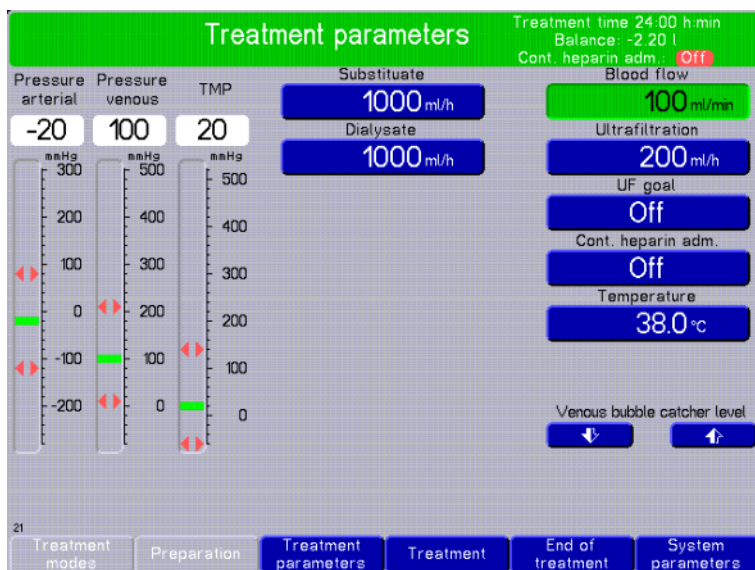 Treatment parameters
Treatment time 24:00 h:min
Balance: -2.20 l
Cont. heparin adm.: Off
Pressure arterial
Pressure venous
TMP
-20
100
20
mmHg
300
200
100
0
-100
-200
mmHg
500
400
300
200
100
0
500
400
300
200
100
0
Substituate
1000 ml/h
Dialysate
1000 ml/h
Blood flow
100 ml/min
Ultrafiltration
200 ml/h
UF goal
Off
Cont. heparin adm.
Off
Temperature
38.0 °C
Venous bubble catcher level
21
Treatment modes
Preparation
Treatment parameters
Treatment
End of treatment
System parameters